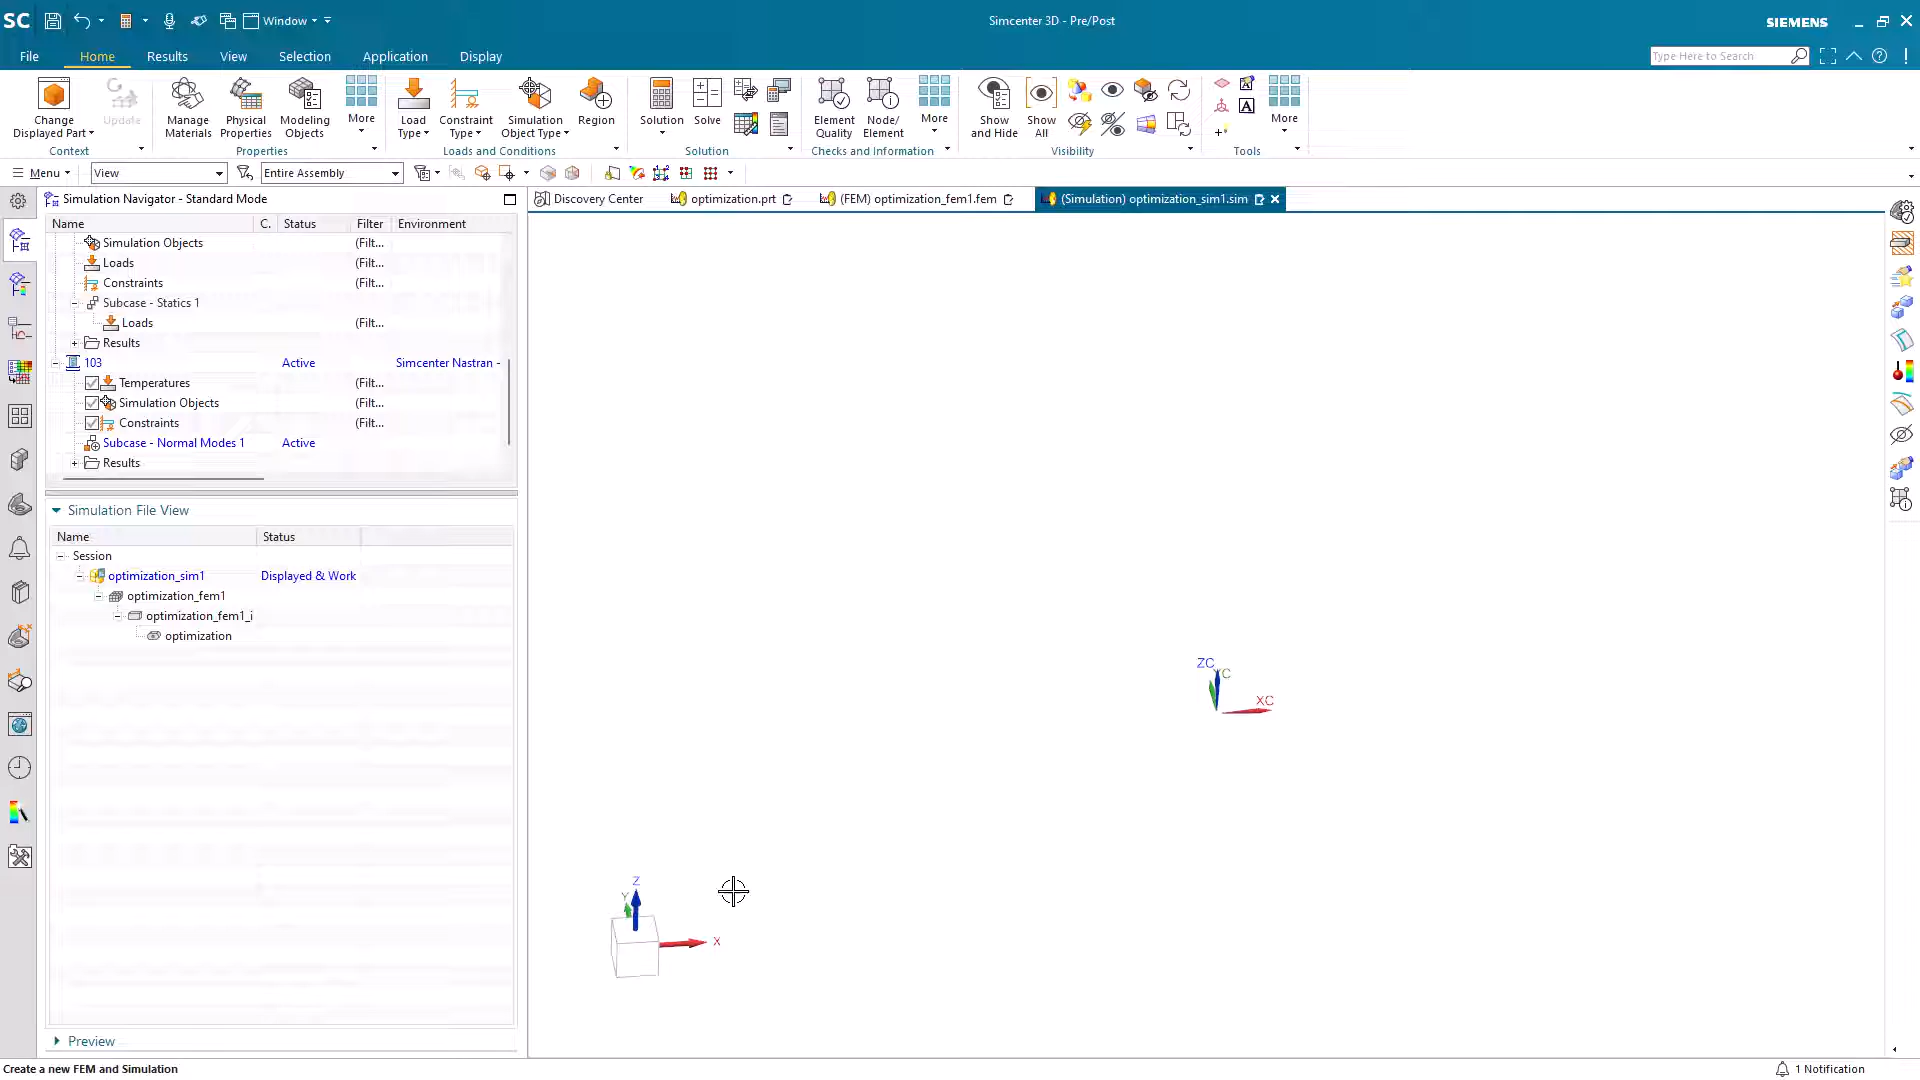 SC Window Simcenter 3D - Pre/Post SIEMENS
File Home Results View Selection Application Display Type Here to Search
Change Displayed Part
Update
Context
Manage Materials
Physical Properties
Modeling Objects
More
Properties
Load Type
Constraint Type
Simulation Object Type
Region
Loads and Conditions
Solution
Solve
Solution
Element Quality
Node/ Element
More
Checks and Information
Show and Hide
Show All
Visibility
More
Tools
Menu View Entire Assembly
Simulation Navigator - Standard Mode
Discovery Center optimization.prt (FEM) optimization_fem1.fem (Simulation) optimization_sim1.sim
Name C. Status Filter Environment
Simulation Objects (Filt...
Loads (Filt...
Constraints (Filt...
Subcase - Statics 1
Loads (Filt...
Results
103 Active Simcenter Nastran -
Temperatures (Filt...
Simulation Objects (Filt...
Constraints (Filt...
Subcase - Normal Modes 1 Active
Results
Simulation File View
Name Status
Session
optimization_sim1 Displayed & Work
optimization_fem1
optimization_fem1_i
optimization
ZC
YC
XC
Z
Y
X
Preview
Create a new FEM and Simulation 1 Notification